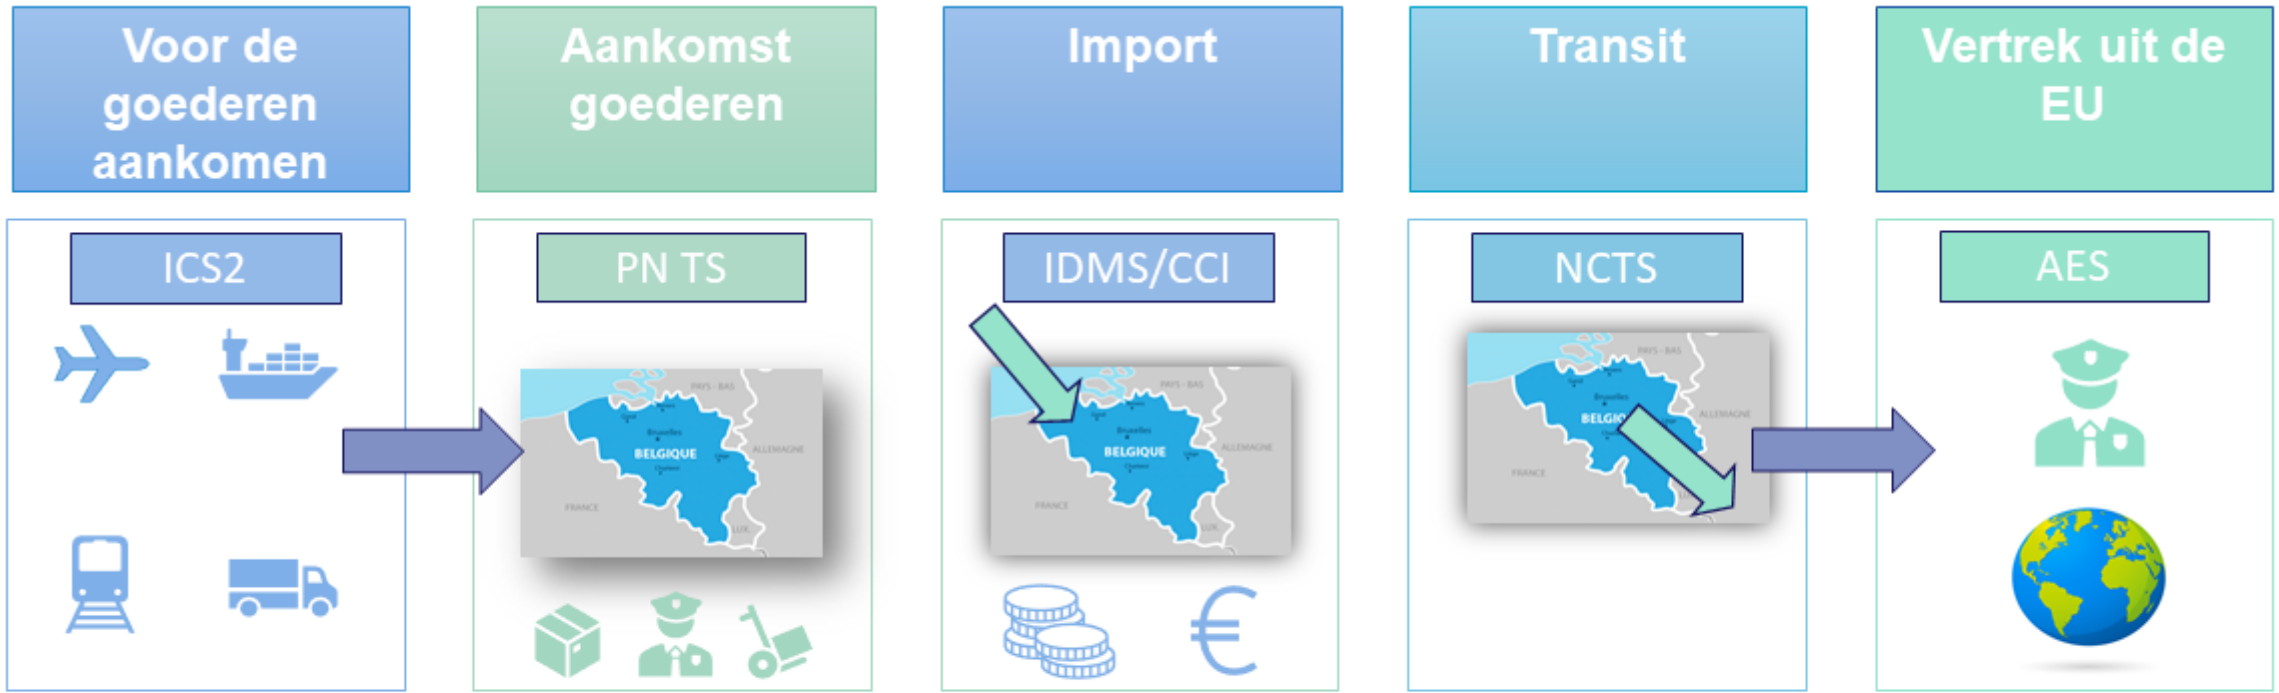 Voor de
goederen
aankomen
Aankomst
goederen
Import
Transit
Vertrek uit de
EU
ICS2
PN TS
IDMS/CCI
NCTS
AES
PAYS - BAS
Bruxelles
BELGIQUE
ALLEMAGNE
FRANCE
LUX.
PAYS - BAS
Bruxelles
BELGIQUE
ALLEMAGNE
FRANCE
LUX.
PAYS - BAS
Bruxelles
ALLEMAGNE
FRANCE